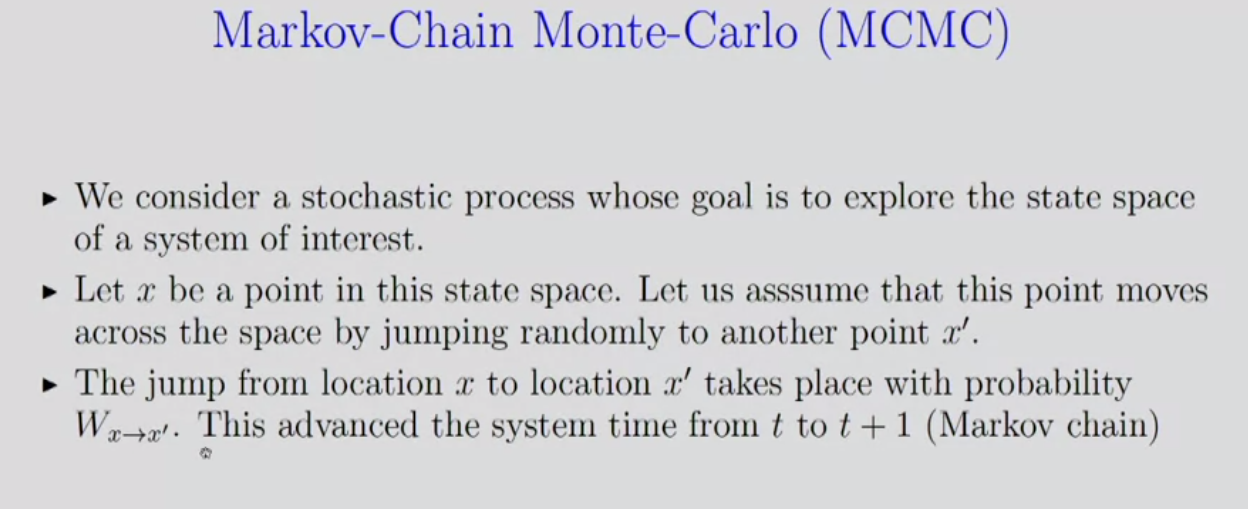 Markov-Chain Monte-Carlo (MCMC)
▶ We consider a stochastic process whose goal is to explore the state space
of a system of interest.
▶ Let x be a point in this state space. Let us asssume that this point moves
across the space by jumping randomly to another point x′.
▶ The jump from location x to location x′ takes place with probability
Wₓ→ₓ′. This advanced the system time from t to t + 1 (Markov chain)